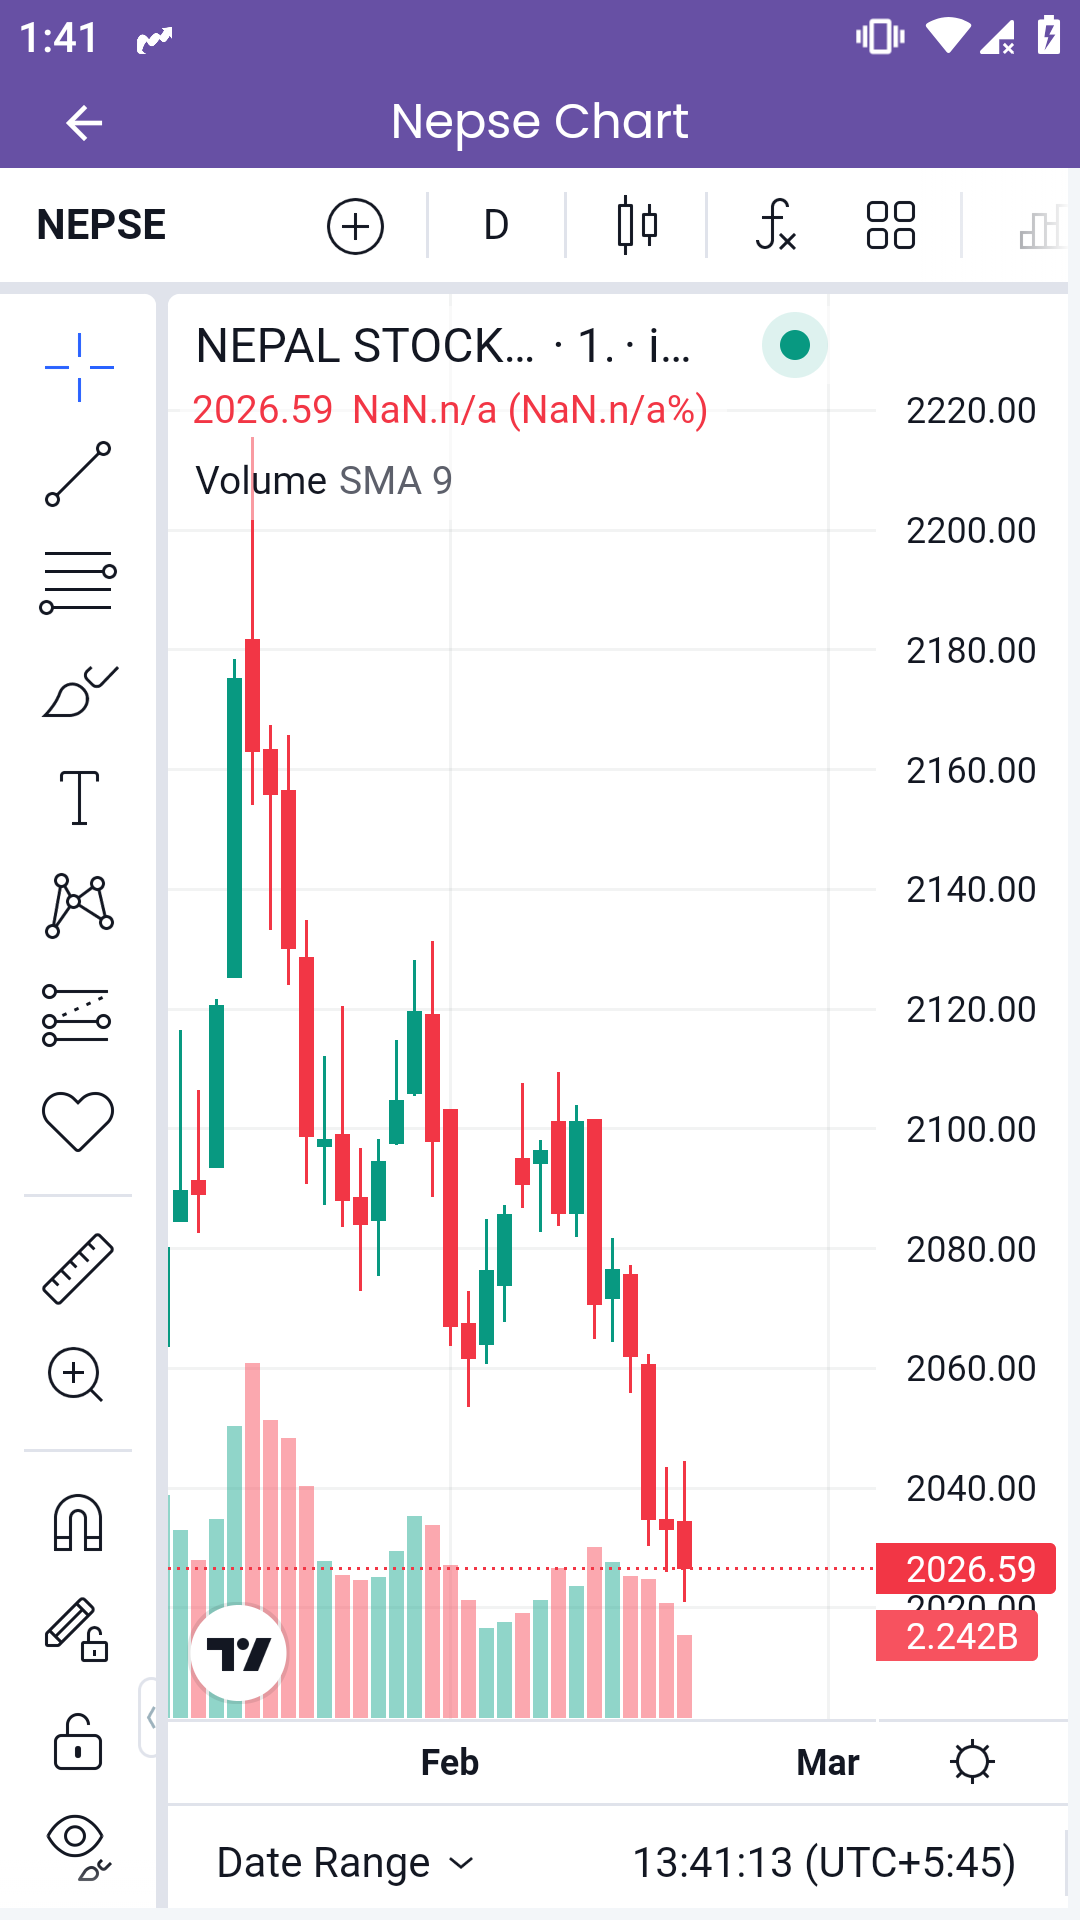 1:41
Nepse Chart
NEPSE D
NEPAL STOCK... · 1. · i...
2026.59 NaN.n/a (NaN.n/a%)
Volume SMA 9
2220.00
2200.00
2180.00
2160.00
2140.00
2120.00
2100.00
2080.00
2060.00
2040.00
2026.59
2020.00
2.242B
Feb Mar
Date Range 13:41:13 (UTC+5:45)